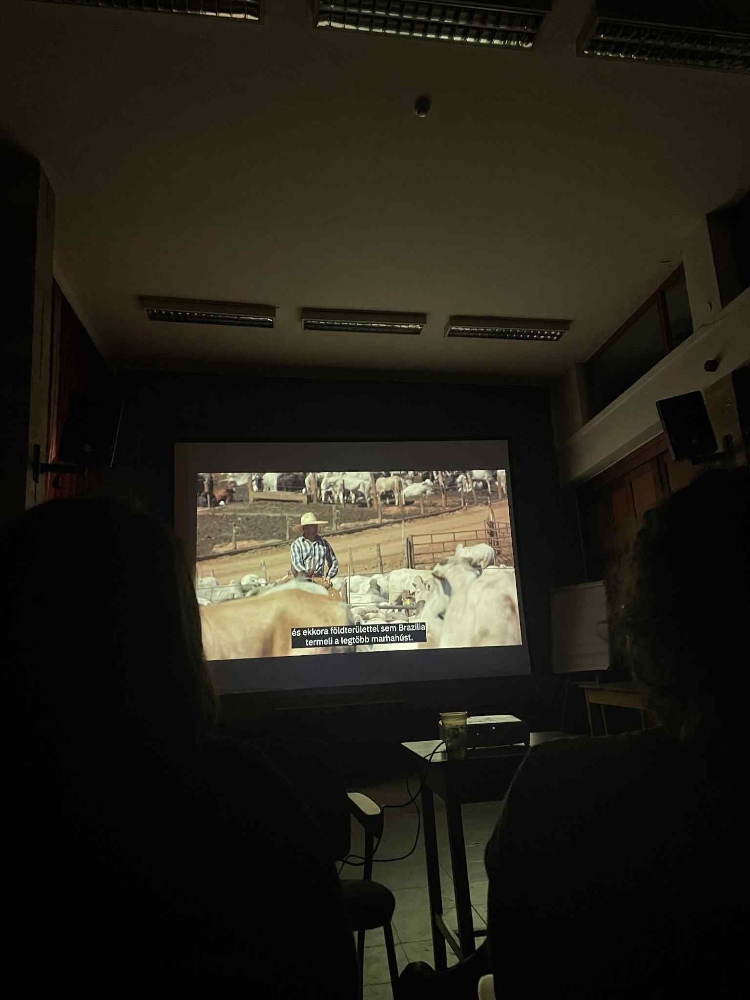 és ekkora földterülettel sem Brazília
termeli a legtöbb marhahúst.